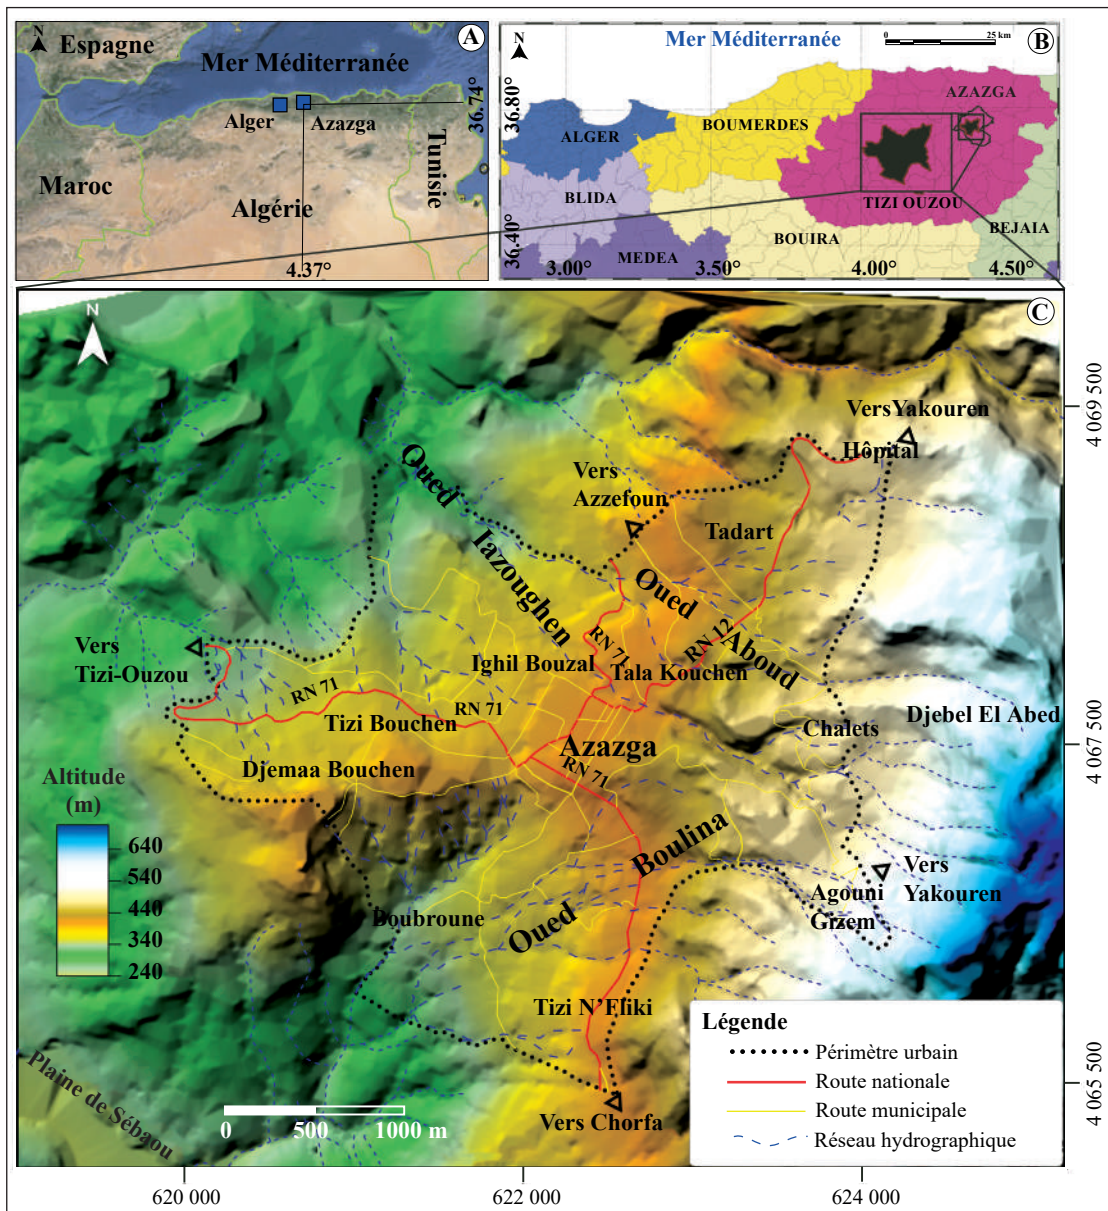 A
Espagne
Mer Méditerranée
Alger
Azazga
Maroc
Algérie
Tunisie
36.74°
4.37°
B
Mer Méditerranée
0
25 km
36.80°
36.40°
AZAZGA
BOUMERDES
ALGER
BLIDA
TIZI OUZOU
BEJAIA
BOUIRA
MEDEA
3.00°
3.50°
4.00°
4.50°
C
N
Vers Yakouren
Hôpital
Vers
Azzefoun
Tadart
Oued
Iazoughen
Oued
Aboud
RN 71
RN 12
Vers
Tizi-Ouzou
Ighil Bouzal
Tala Kouchen
RN 71
RN 71
Tizi Bouchen
Djebel El Abed
Chalets
Azazga
RN 71
Djemaa Bouchen
Altitude
(m)
640
540
440
340
240
Oued
Boulina
Vers
Yakouren
Agouni
Gizem
Boubroune
Tizi N'Fliki
Vers Chorfa
Plaine de Sébaou
0
500
1000 m
Légende
Périmètre urbain
Route nationale
Route municipale
Réseau hydrographique
4 069 500
4 067 500
4 065 500
620 000
622 000
624 000